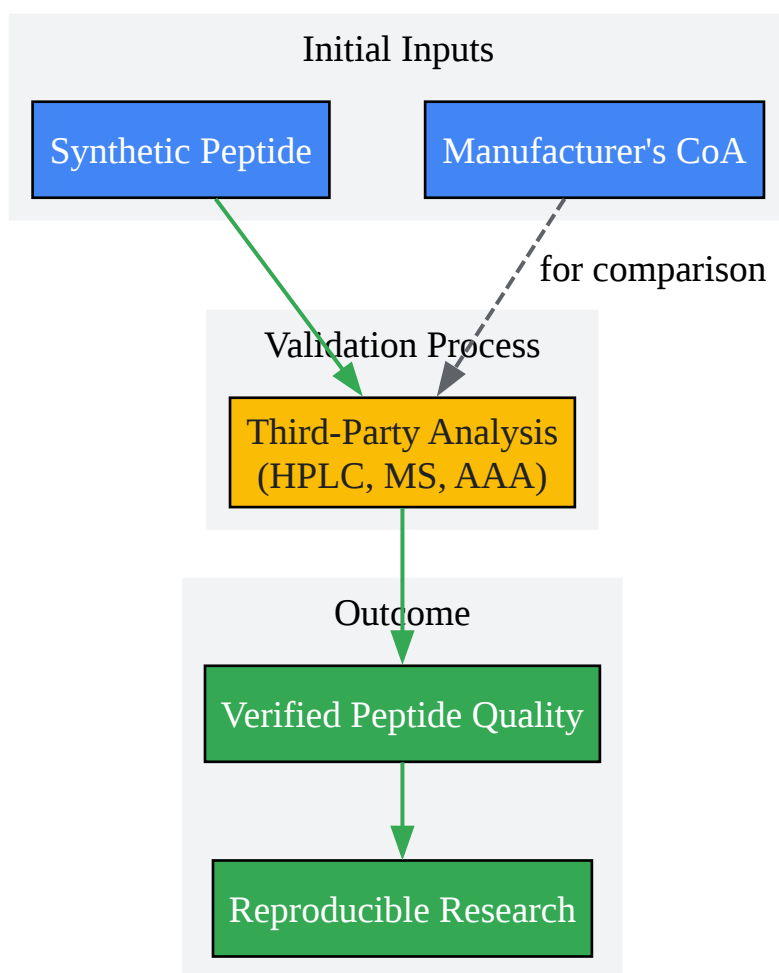 Initial Inputs
Synthetic Peptide
Manufacturer's CoA
for comparison
Validation Process
Third-Party Analysis
(HPLC, MS, AAA)
Outcome
Verified Peptide Quality
Reproducible Research